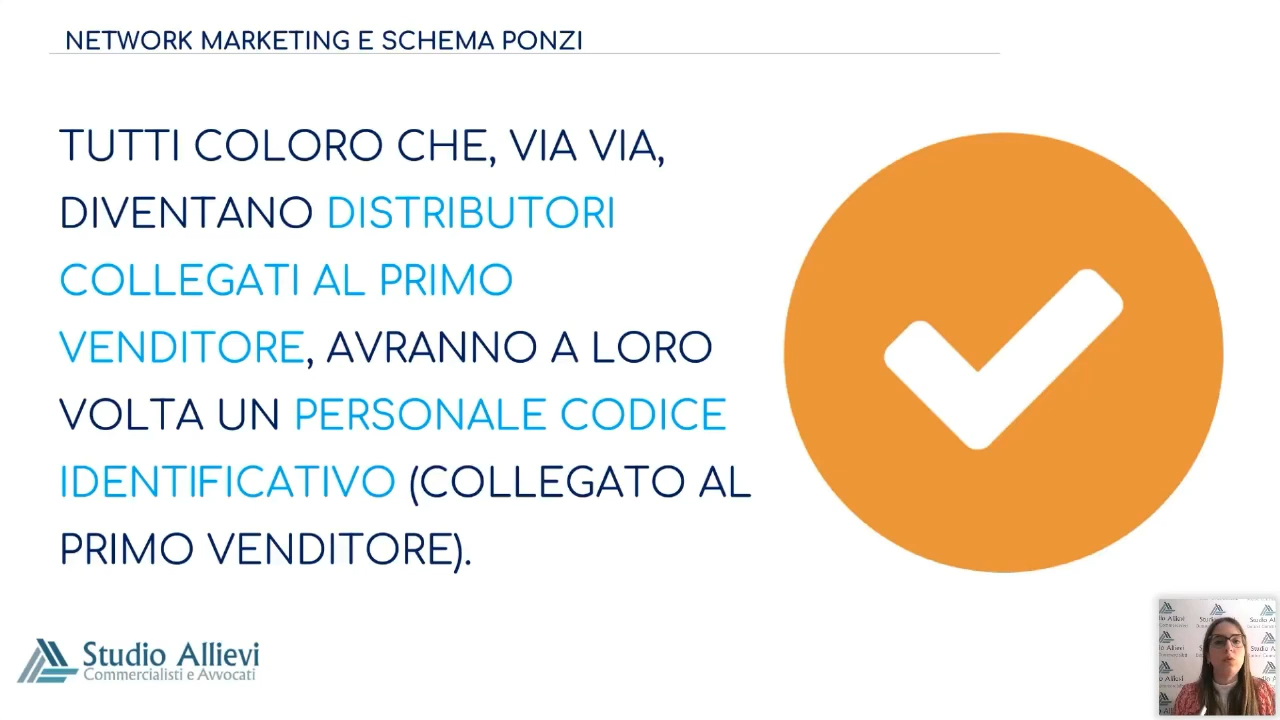 NETWORK MARKETING E SCHEMA PONZI
TUTTI COLORO CHE, VIA VIA,
DIVENTANO DISTRIBUTORI
COLLEGATI AL PRIMO
VENDITORE, AVRANNO A LORO
VOLTA UN PERSONALE CODICE
IDENTIFICATIVO (COLLEGATO AL
PRIMO VENDITORE).
Studio Allievi
Commercialisti e Avvocati